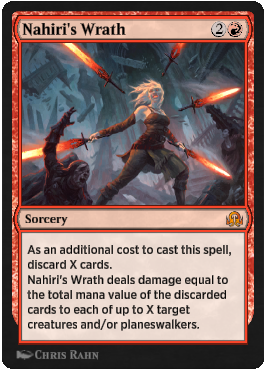 Nahiri's Wrath 2
Sorcery
As an additional cost to cast this spell,
discard X cards.
Nahiri's Wrath deals damage equal to
the total mana value of the discarded
cards to each of up to X target
creatures and/or planeswalkers.
CHRIS RAHN